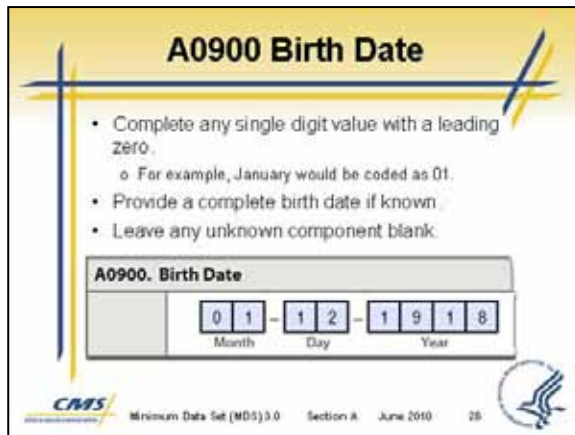 A0900 Birth Date
• Complete any single digit value with a leading
zero.
o For example, January would be coded as 01.
• Provide a complete birth date if known.
• Leave any unknown component blank.
A0900. Birth Date
0 1 - 1 2 - 1 9 1 8
Month Day Year
CMS
Minimum Data Set (MDS) 3.0 Section A June 2010 28